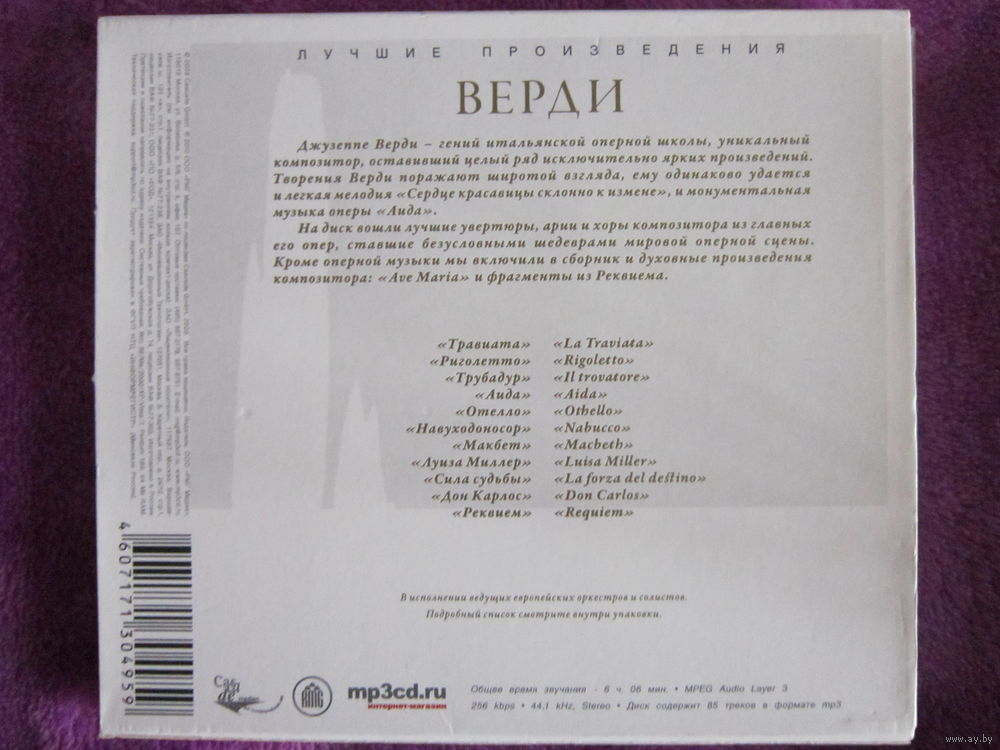 ЛУЧШИЕ ПРОИЗВЕДЕНИЯ
ВЕРДИ
Джузеппе Верди – гений итальянской оперной школы, уникальный
композитор, оставивший целый ряд исключительно ярких произведений.
Творения Верди поражают широтой взгляда, ему одинаково удается
и легкая мелодия «Сердце красавицы склонно к измене», и монументальная
музыка оперы «Аида».
На диск вошли лучшие увертюры, арии и хоры композитора из главных
его опер, ставшие безусловными шедеврами мировой оперной сцены.
Кроме оперной музыки мы включили в сборник и духовные произведения
композитора: «Ave Maria» и фрагменты из Реквиема.
«Травиата» «La Traviata»
«Риголетто» «Rigoletto»
«Трубадур» «Il trovatore»
«Аида» «Aida»
«Отелло» «Othello»
«Навуходоносор» «Nabucco»
«Макбет» «Macbeth»
«Луиза Миллер» «Luisa Miller»
«Сила судьбы» «La forza del destino»
«Дон Карлос» «Don Carlos»
«Реквием» «Requiem»
В исполнении ведущих европейских оркестров и солистов.
Подробный список смотрите внутри упаковки.
4607171304959
RMG
mp3cd.ru
интернет-магазин
Общее время звучания - 6 ч. 06 мин. • MPEG Audio Layer 3
256 kbps • 44,1 kHz, Stereo • Диск содержит 85 треков в формате mp3
www.ay.by